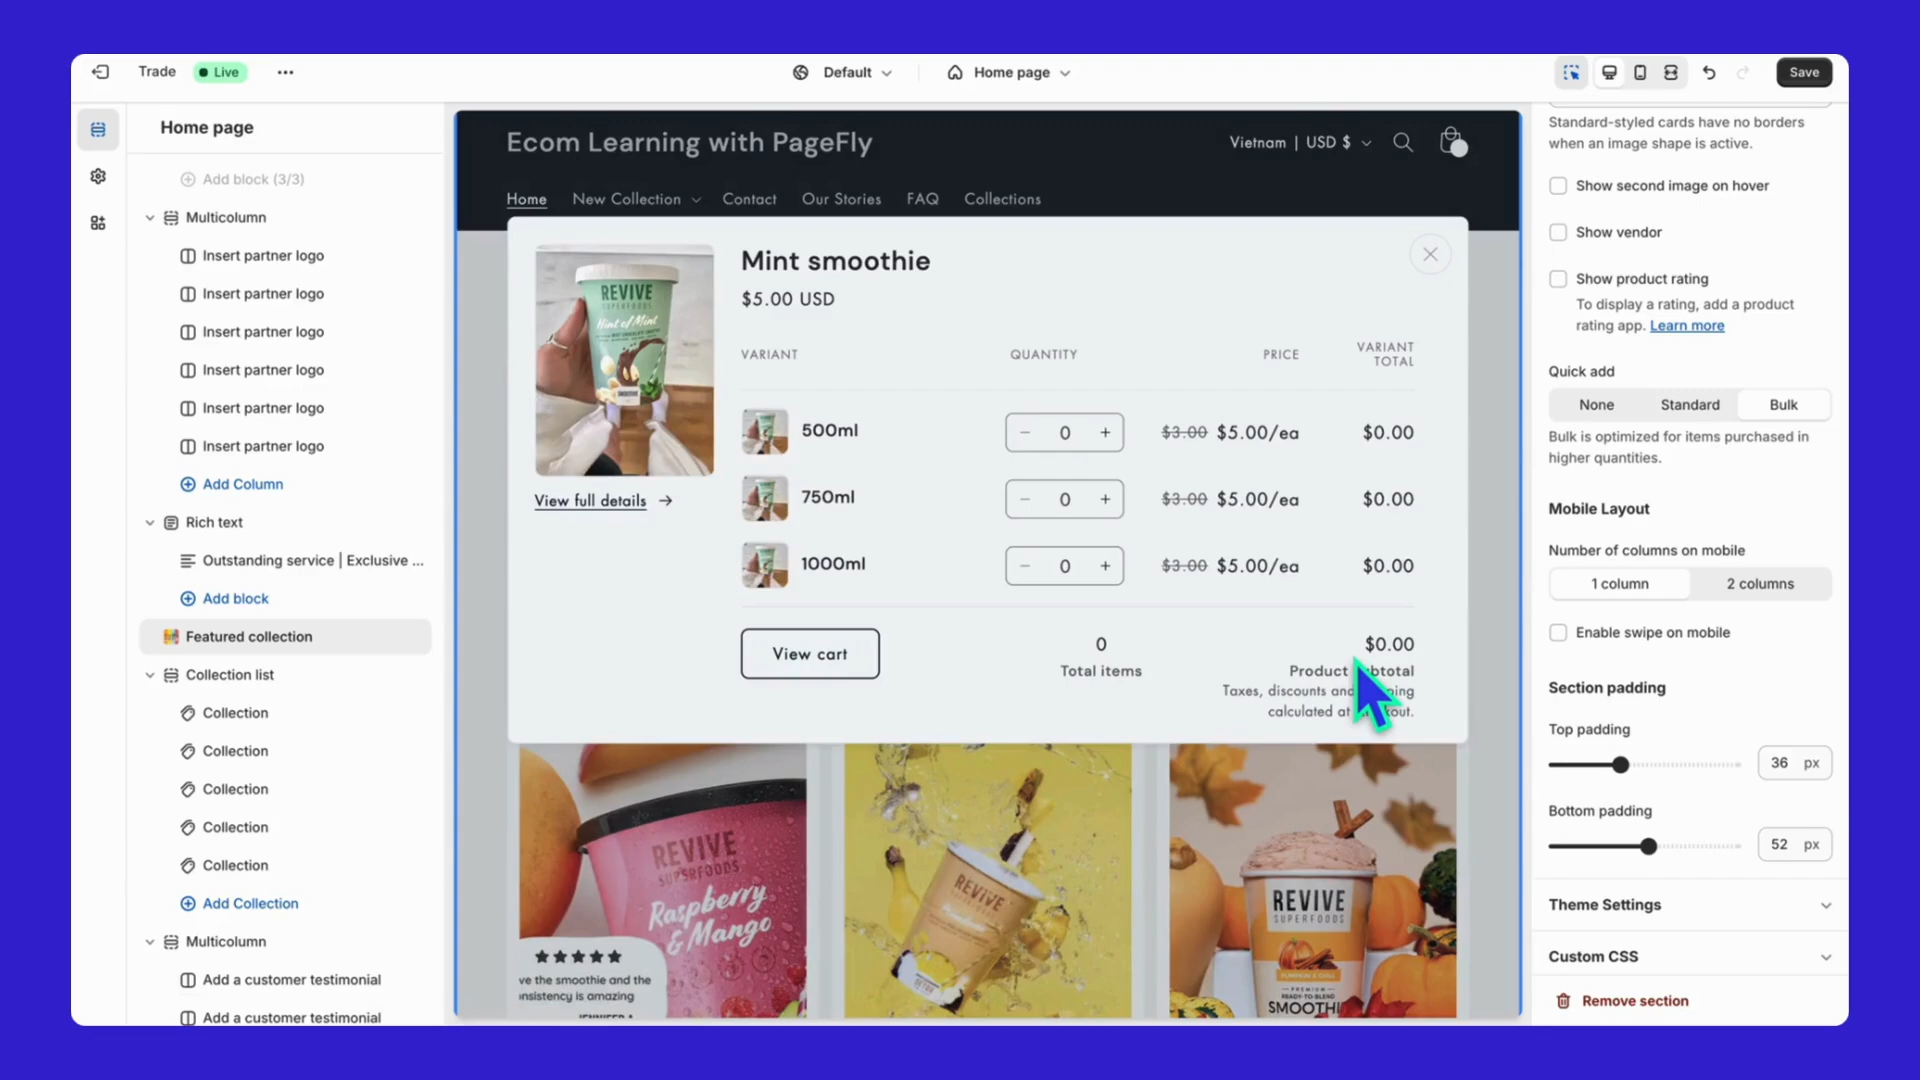 Trade
Live
Default
Home page
Save
Home page
Add block (3/3)
Multicolumn
Insert partner logo
Insert partner logo
Insert partner logo
Insert partner logo
Insert partner logo
Insert partner logo
Add Column
Rich text
Outstanding service | Exclusive ...
Add block
Featured collection
Collection list
Collection
Collection
Collection
Collection
Collection
Add Collection
Multicolumn
Add a customer testimonial
Add a customer testimonial
Ecom Learning with PageFly
Vietnam | USD $
Home
New Collection
Contact
Our Stories
FAQ
Collections
REVIVE
SUPERFOODS
Hint of Mint
View full details
Mint smoothie
$5.00 USD
VARIANT
QUANTITY
PRICE
VARIANT
TOTAL
500ml
− 0 +
$3.00 $5.00/ea
$0.00
750ml
− 0 +
$3.00 $5.00/ea
$0.00
1000ml
− 0 +
$3.00 $5.00/ea
$0.00
View cart
0
Total items
$0.00
Product
Taxes, discounts and
calculated at
REVIVE
SUPERFOODS
Raspberry
& Mango
ve the smoothie and the
onsistency is amazing
REVIVE
SUPERFOODS
DETOX
REVIVE
SUPERFOODS
PUMPKIN & CHILL
PREMIUM
READY-TO-BLEND
SMOOTHI
Standard-styled cards have no borders
when an image shape is active.
Show second image on hover
Show vendor
Show product rating
To display a rating, add a product
rating app. Learn more
Quick add
None
Standard
Bulk
Bulk is optimized for items purchased in
higher quantities.
Mobile Layout
Number of columns on mobile
1 column
2 columns
Enable swipe on mobile
Section padding
Top padding
36 px
Bottom padding
52 px
Theme Settings
Custom CSS
Remove section